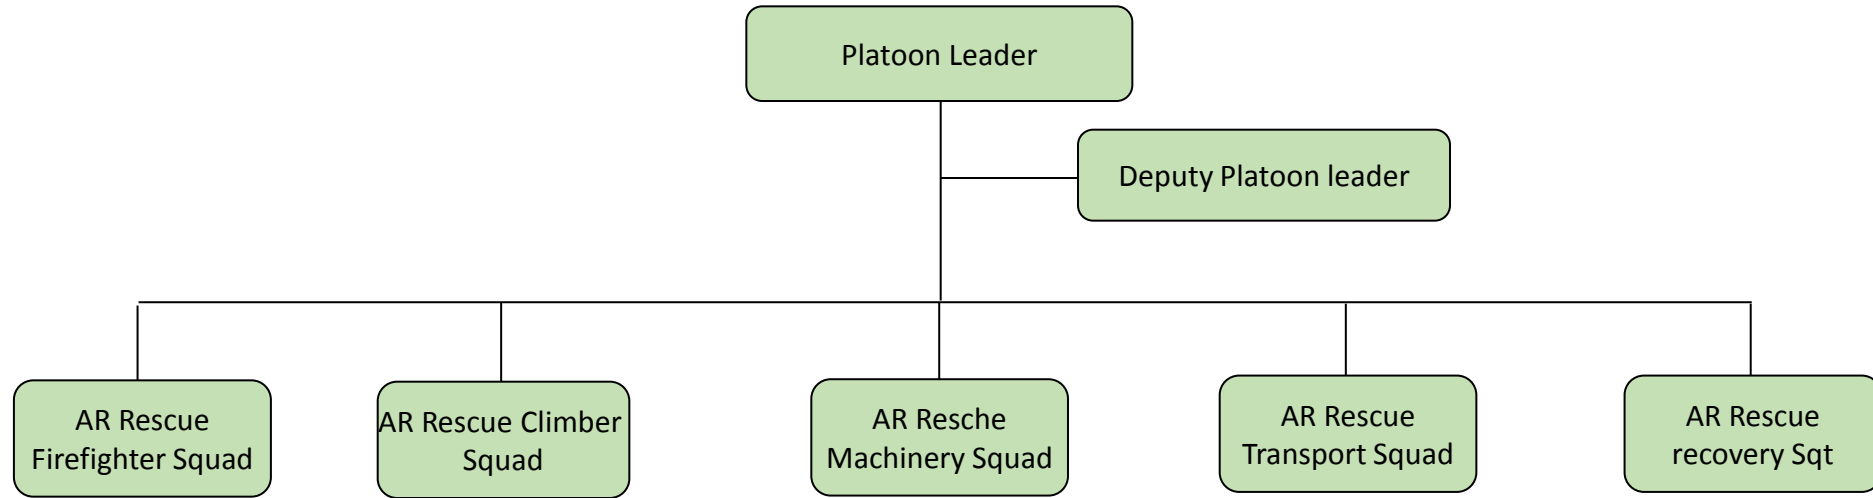 Platoon Leader
Deputy Platoon leader
AR Rescue
Firefighter Squad
AR Rescue Climber
Squad
AR Resche
Machinery Squad
AR Rescue
Transport Squad
AR Rescue
recovery Sqt